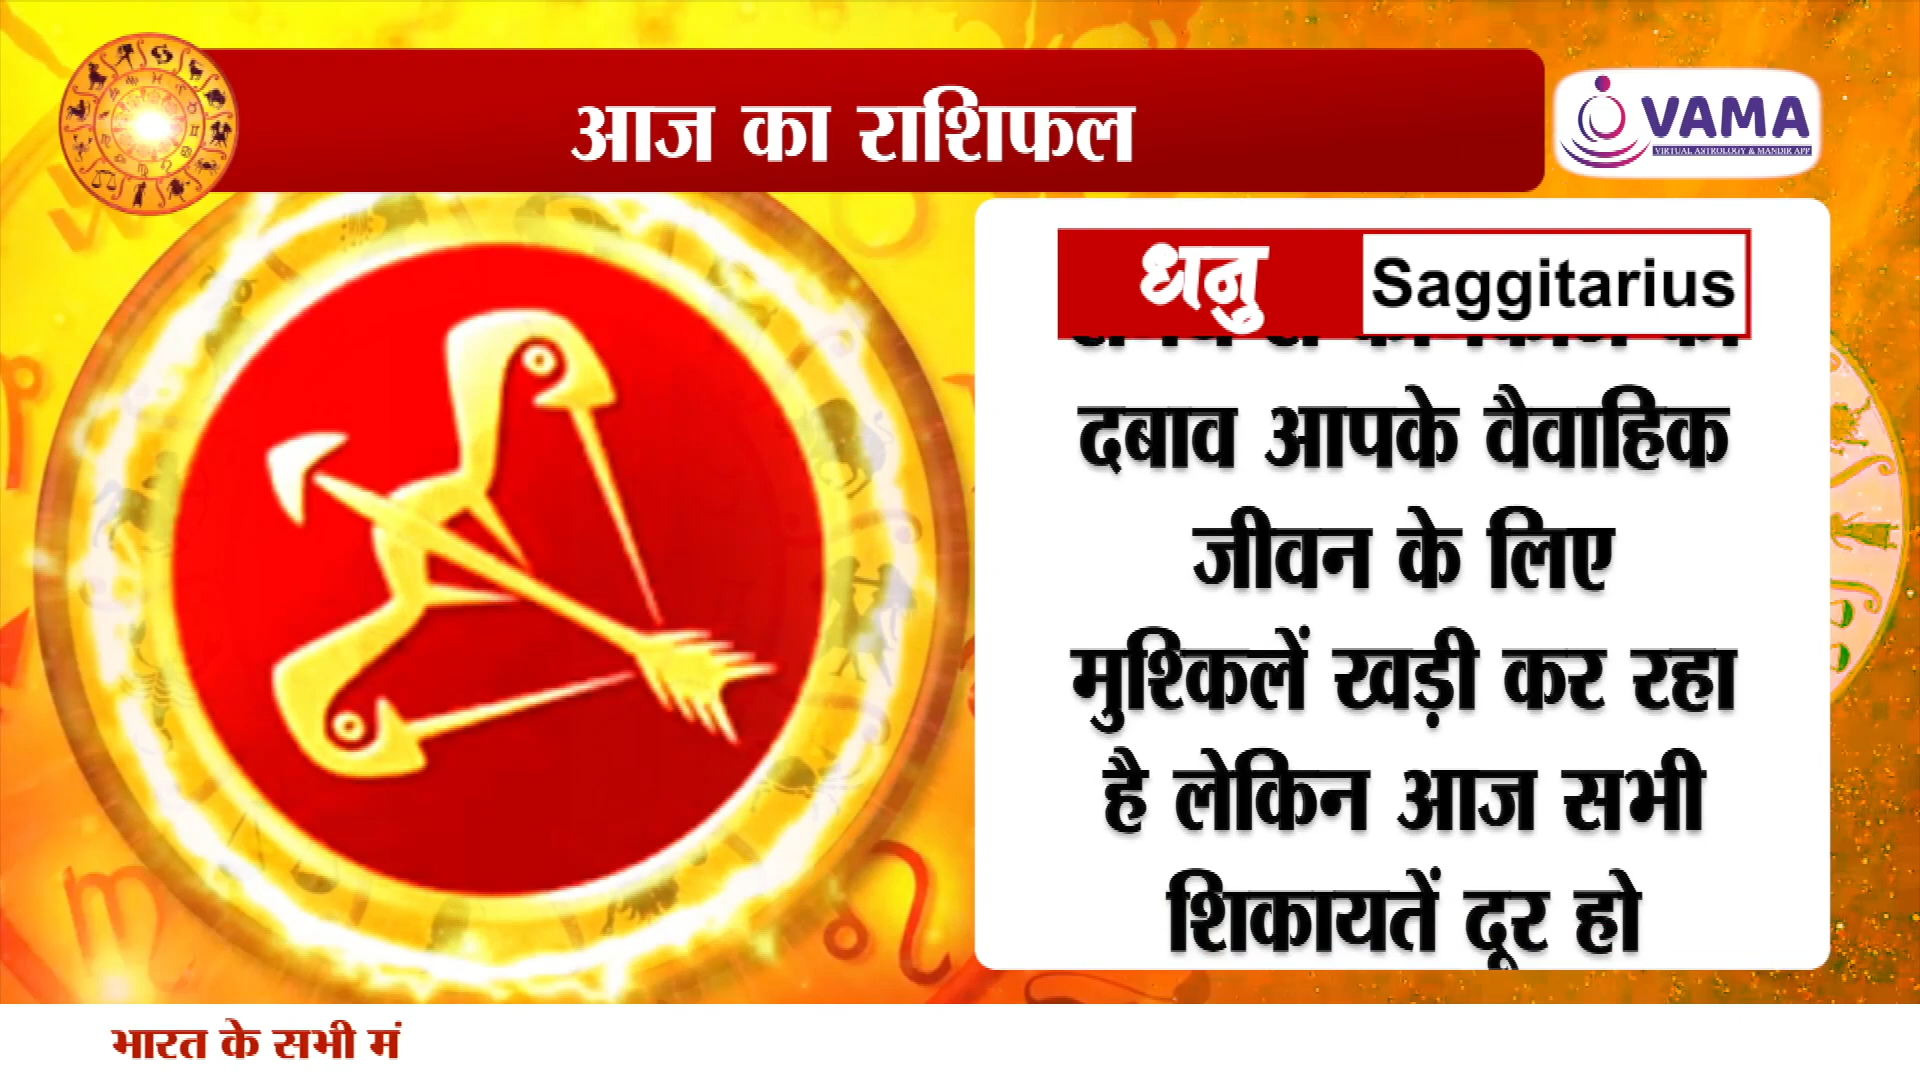 आज का राशिफल
VAMA
VIRTUAL ASTROLOGY & MANDIR APP
धनु
Saggitarius
दबाव आपके वैवाहिक
जीवन के लिए
मुश्किलें खड़ी कर रहा
है लेकिन आज सभी
शिकायतें दूर हो
भारत के सभी मं